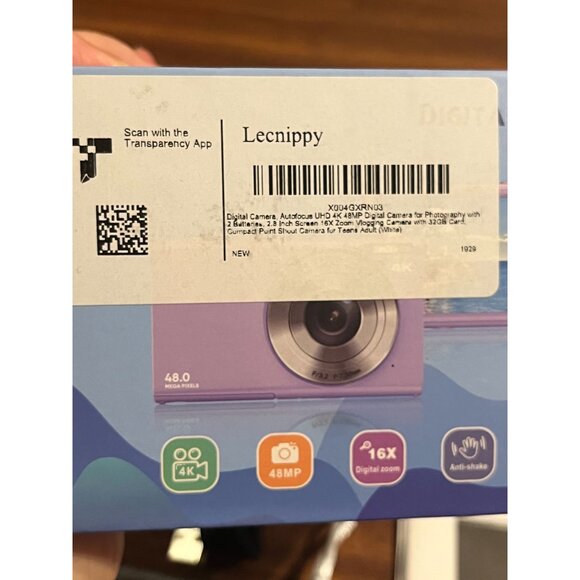 Scan with the
Transparency App
Lecnippy
X004GXRN03
Digital Camera, Autofocus UHD 4K 48MP Digital Camera for Photography with
2 Batteries, 2.8 Inch Screen 16X Zoom Vlogging Camera with 32GB Card,
Compact Point Shoot Camera for Teens Adult (White)
NEW
1929
48.0
MEGA PIXELS
F/3.2
4K
48MP
16X
Digital zoom
Anti-shake